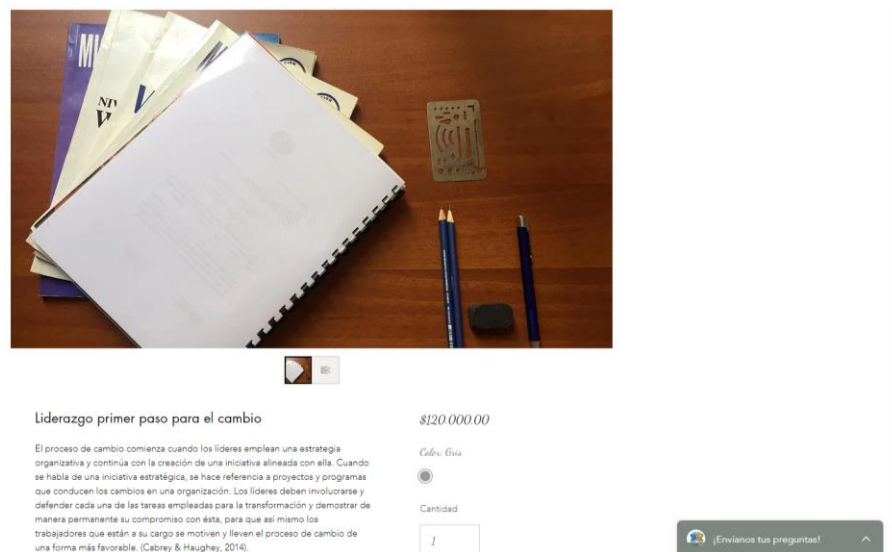 MY
NIV
Liderazgo primer paso para el cambio
El proceso de cambio comienza cuando los líderes emplean una estrategia
organizativa y continúa con la creación de una iniciativa alineada con ella. Cuando
se habla de una iniciativa estratégica, se hace referencia a proyectos y programas
que conducen los cambios en una organización. Los líderes deben involucrarse y
defender cada una de las tareas empleadas para la transformación y demostrar de
manera permanente su compromiso con ésta, para que así mismo los
trabajadores que están a su cargo se motiven y lleven el proceso de cambio de
una forma más favorable. (Cabrey & Haughey, 2014).
$120.000.00
Color: Gris
Cantidad
1
¡Envíanos tus preguntas!